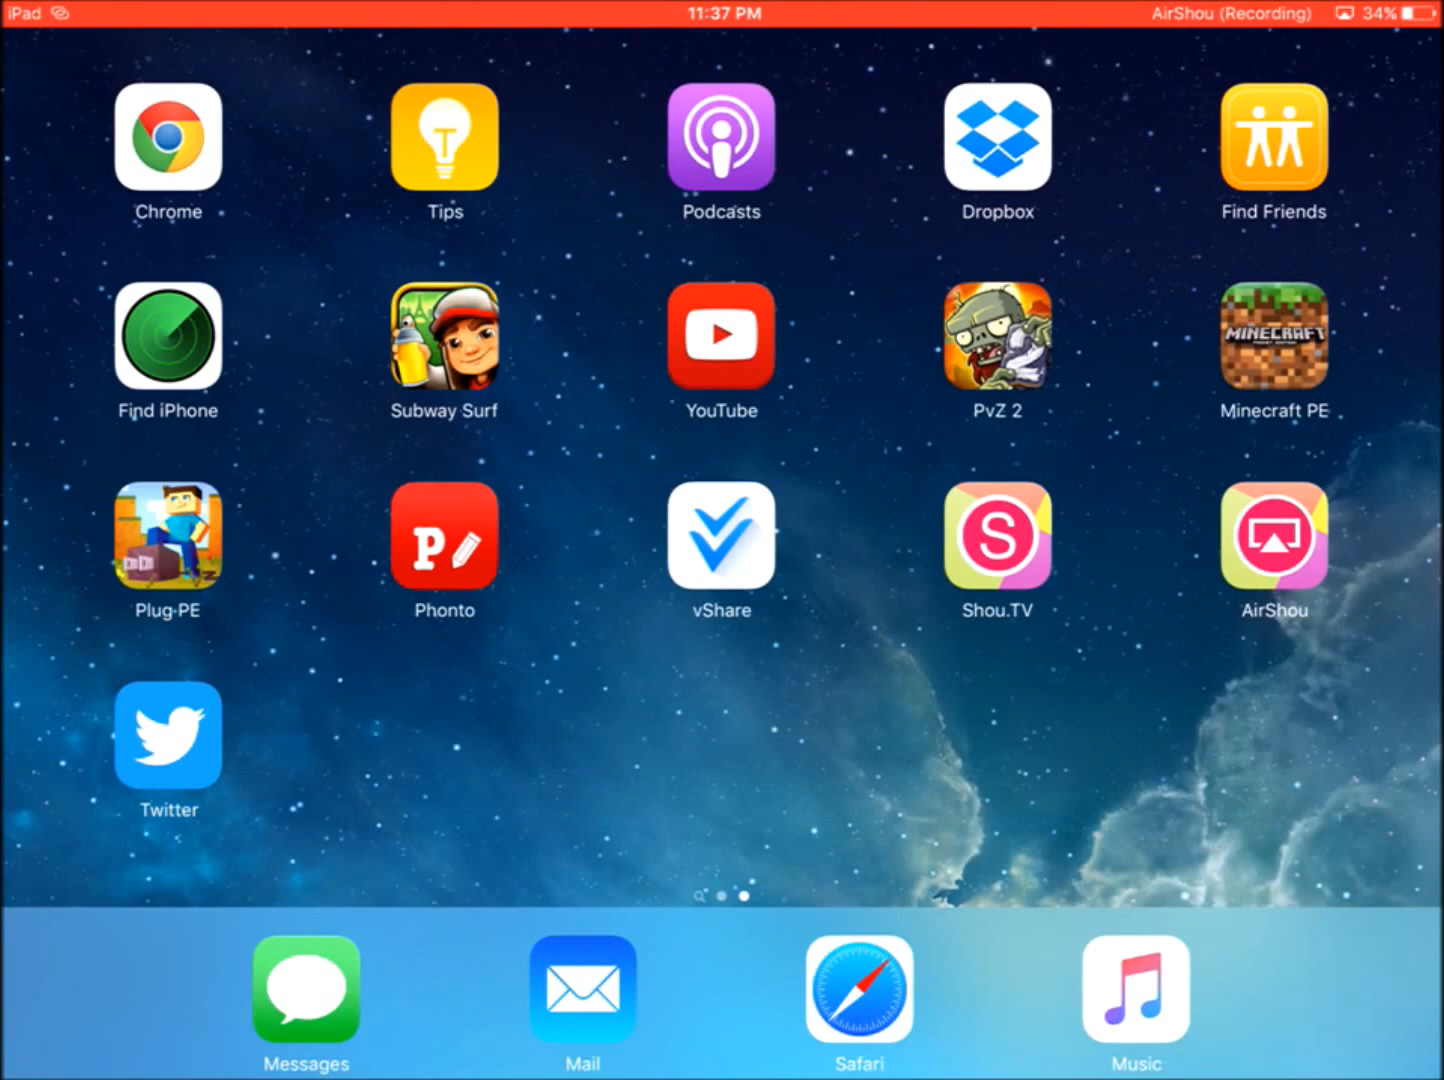 iPad 11:37 PM AirShou (Recording) 34%
Chrome Tips Podcasts Dropbox Find Friends
MINECRAFT
Find iPhone Subway Surf YouTube PvZ 2 Minecraft PE
P S
Plug PE Phonto vShare Shou.TV AirShou
Twitter
Messages Mail Safari Music